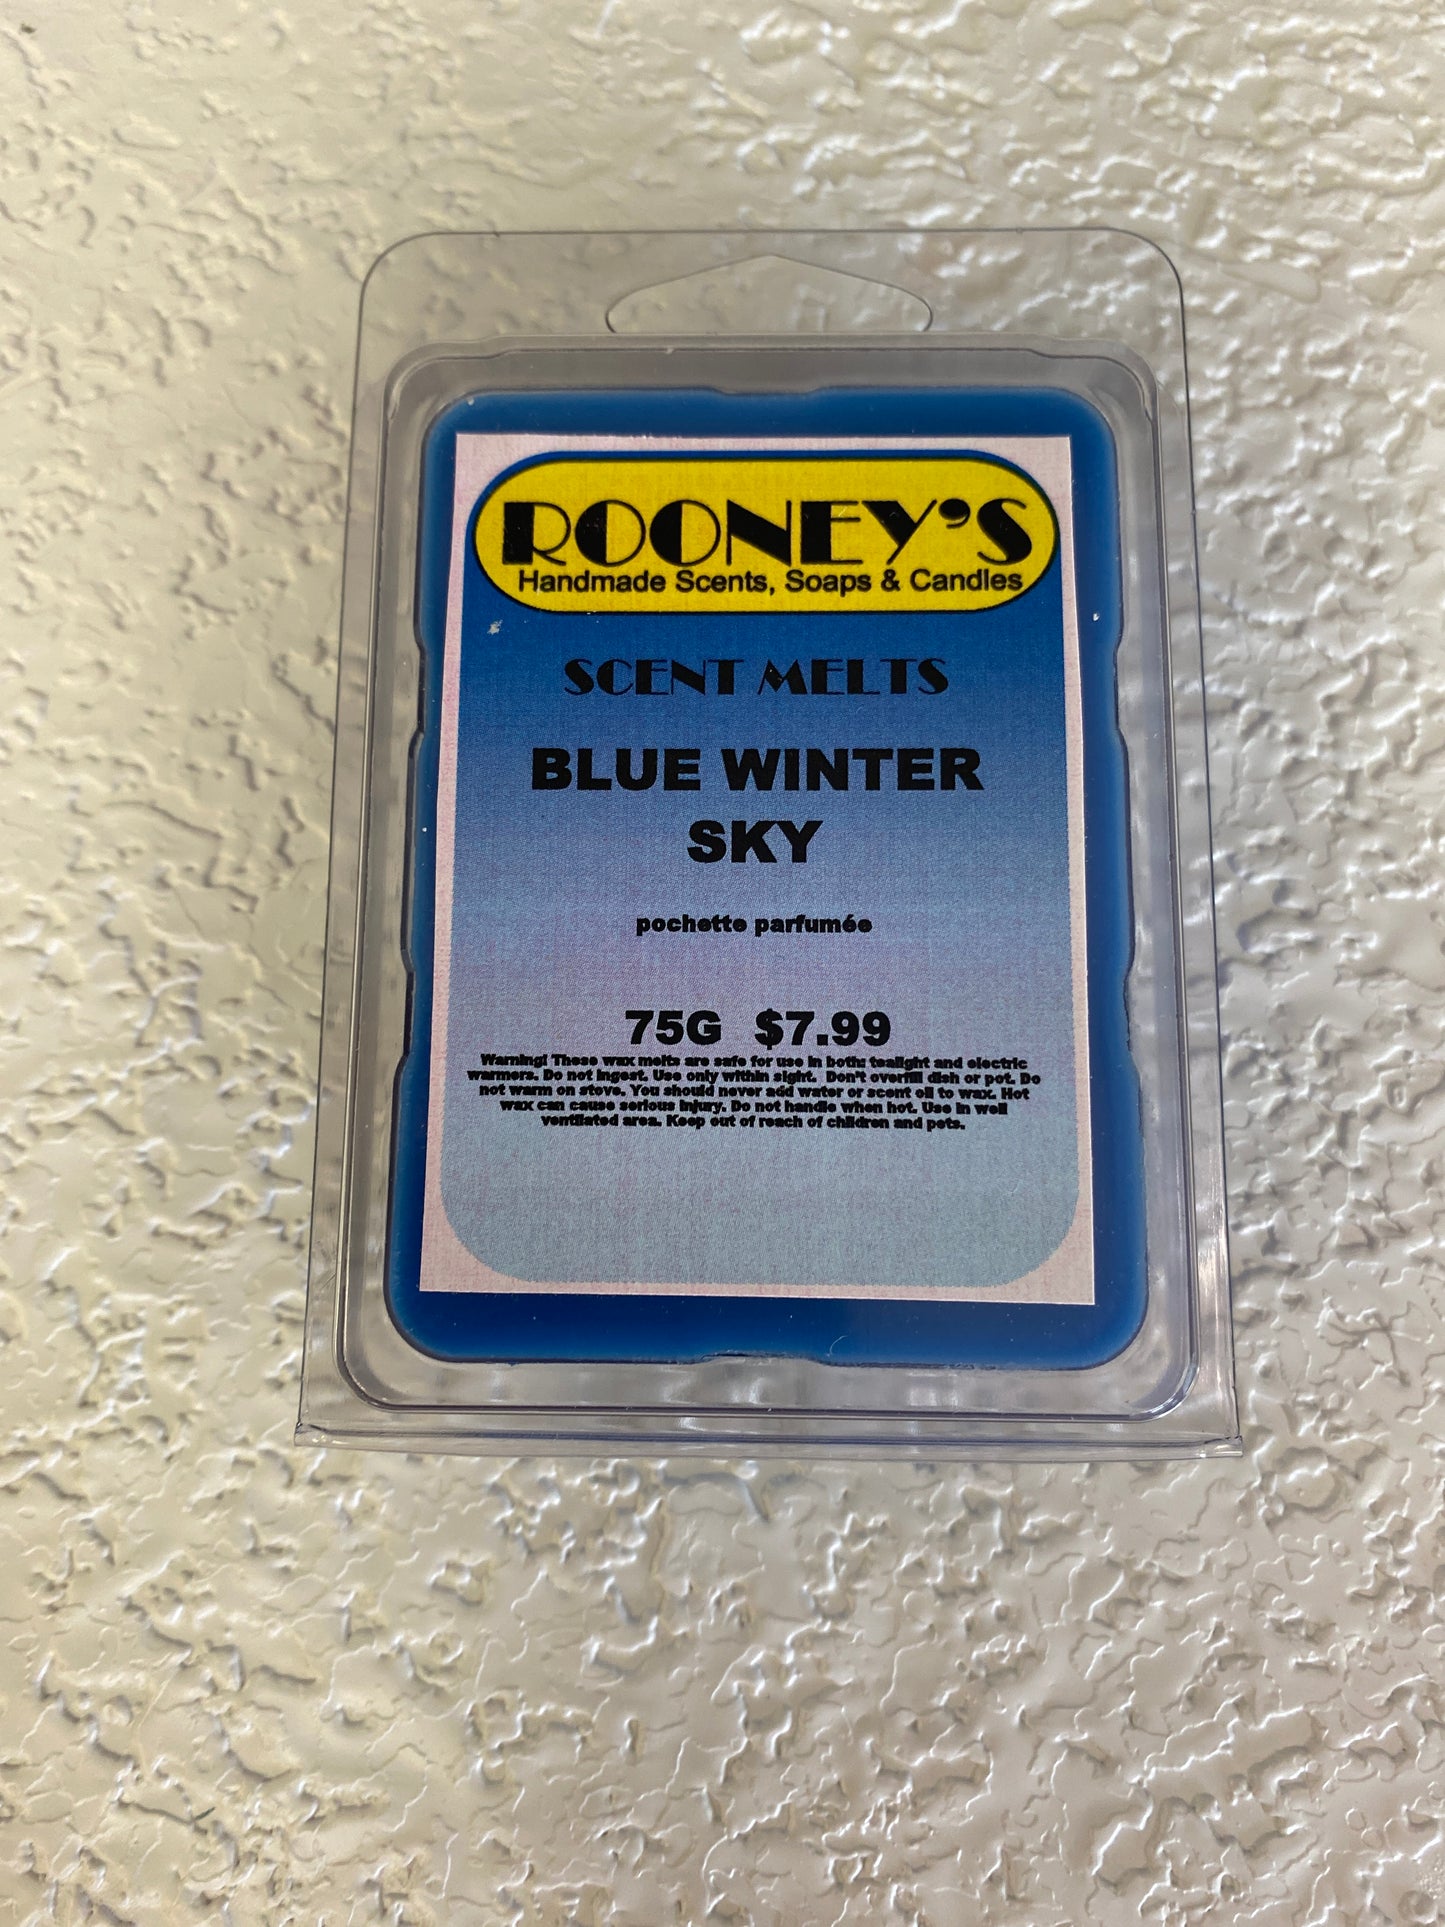 ROONEY'S
Handmade Scents, Soaps & Candles
SCENT MELTS
BLUE WINTER
SKY
pochette parfumée
75G $7.99
Warning! These wax melts are safe for use in both: tealight and electric
warmers. Do not ingest. Use only within sight. Don't overfill dish or pot. Do
not warm on stove. You should never add water or scent oil to wax. Hot
wax can cause serious injury. Do not handle when hot. Use in well
ventilated area. Keep out of reach of children and pets.